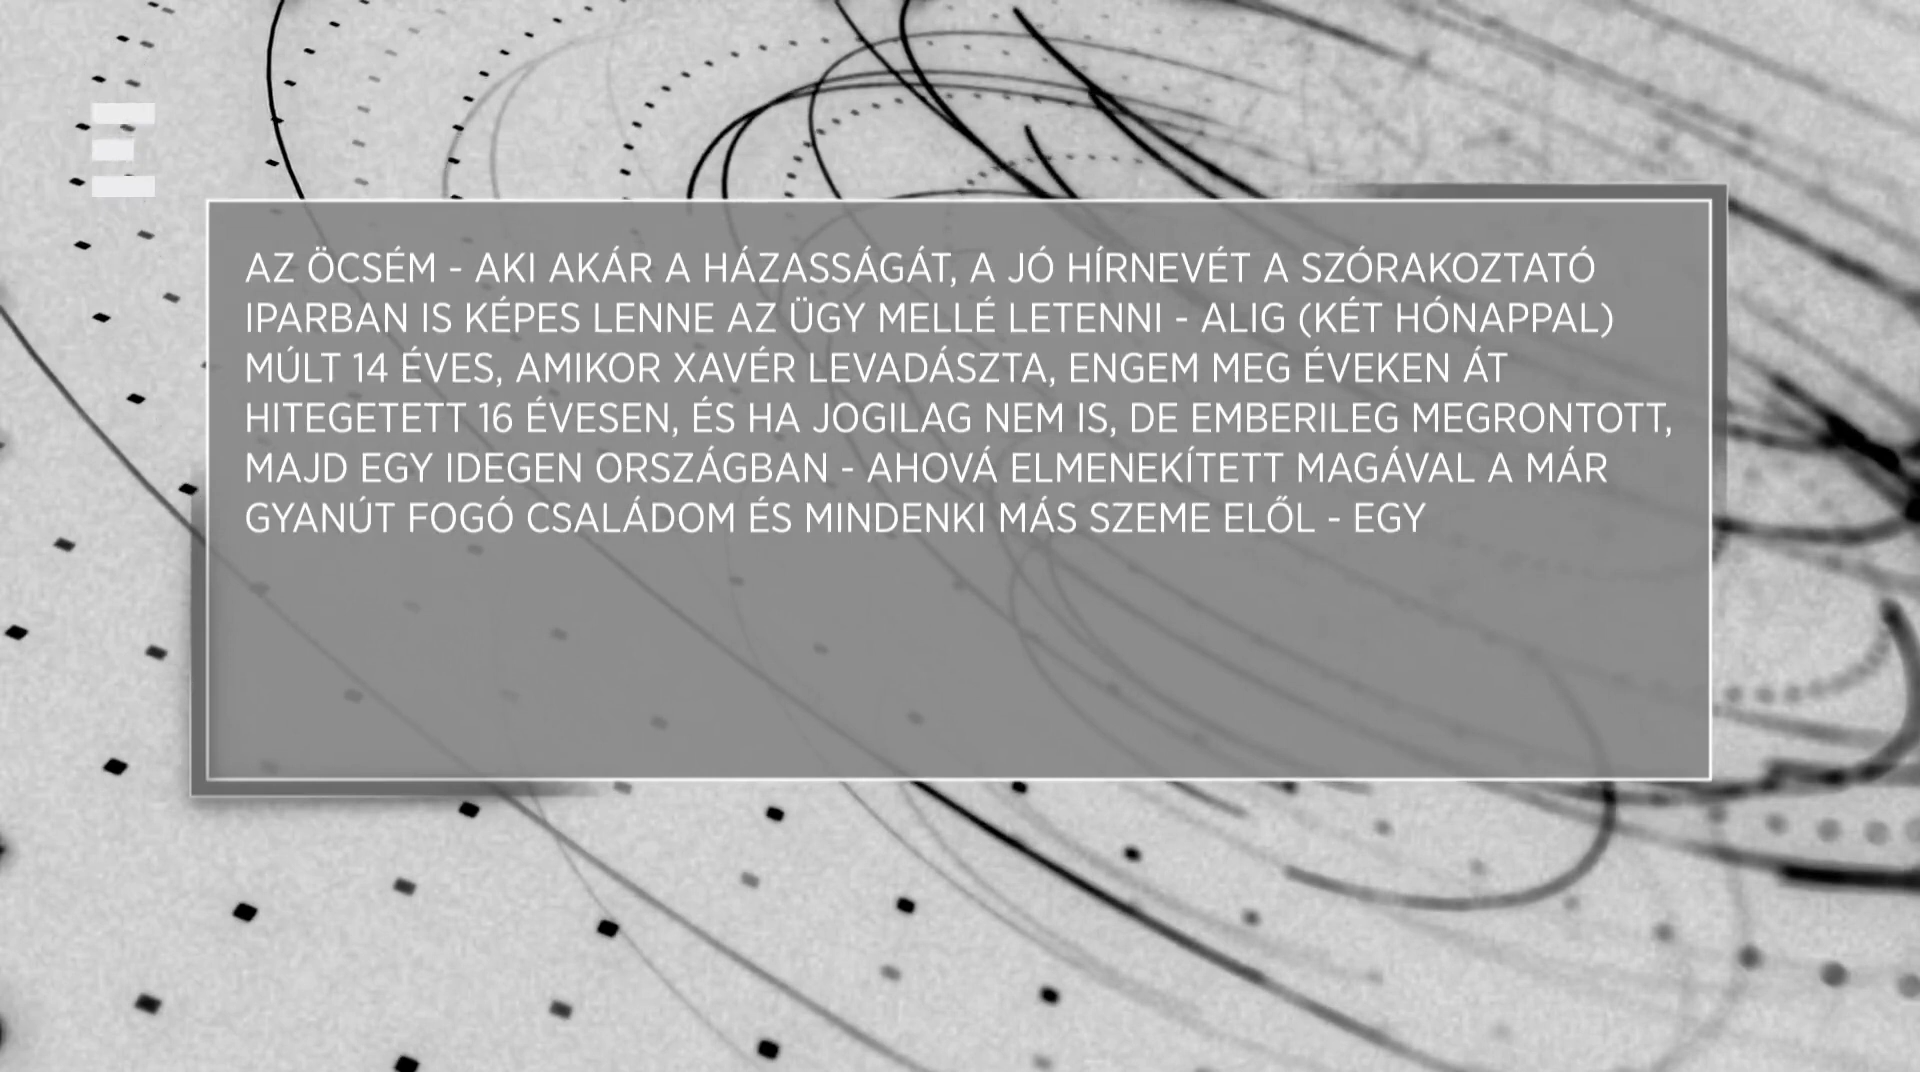 AZ ÖCSÉM - AKI AKÁR A HÁZASSÁGÁT, A JÓ HÍRNEVÉT A SZÓRAKOZTATÓ
IPARBAN IS KÉPES LENNE AZ ÜGY MELLÉ LETENNI - ALIG (KÉT HÓNAPPAL)
MÚLT 14 ÉVES, AMIKOR XAVÉR LEVADÁSZTA, ENGEM MEG ÉVEKEN ÁT
HITEGETETT 16 ÉVESEN, ÉS HA JOGILAG NEM IS, DE EMBERILEG MEGRONTOTT,
MAJD EGY IDEGEN ORSZÁGBAN - AHOVÁ ELMENEKÍTETT MAGÁVAL A MÁR
GYANÚT FOGÓ CSALÁDOM ÉS MINDENKI MÁS SZEME ELŐL - EGY